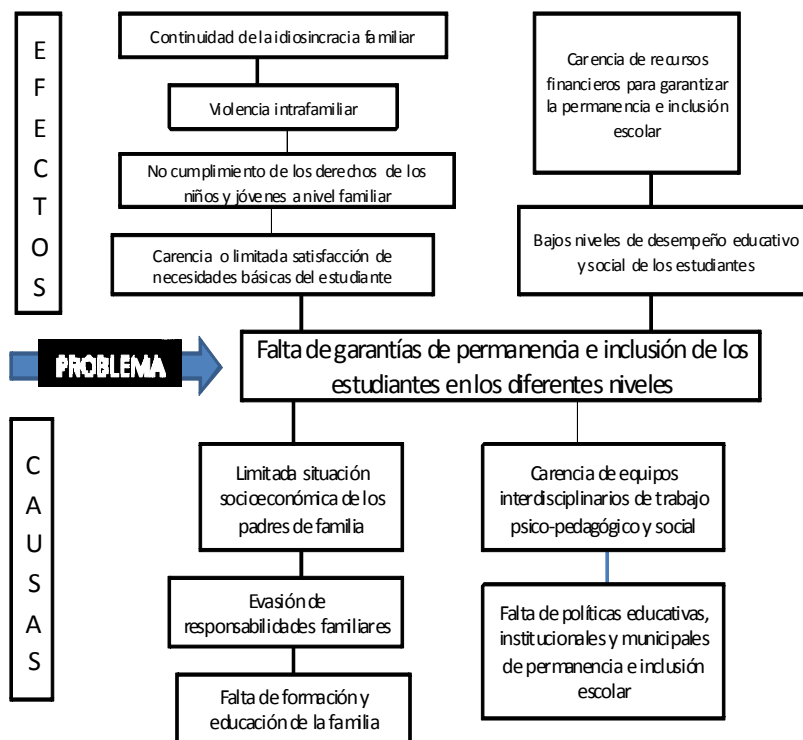 EFECTOS
Continuidad de la idiosincracia familiar
Violencia intrafamiliar
No cumplimiento de los derechos de los
niños y jóvenes a nivel familiar
Carencia o limitada satisfacción de
necesidades básicas del estudiante
Carencia de recursos
financieros para garantizar
la permanencia e inclusión
escolar
Bajos niveles de desempeño educativo
y social de los estudiantes
PROBLEMA
Falta de garantías de permanencia e inclusión de los
estudiantes en los diferentes niveles
CAUSAS
Limitada situación
socioeconómica de los
padres de familia
Evasión de
responsabilidades familiares
Falta de formación y
educación de la familia
Carencia de equipos
interdisciplinarios de trabajo
psico-pedagógico y social
Falta de políticas educativas,
institucionales y municipales
de permanencia e inclusión
escolar